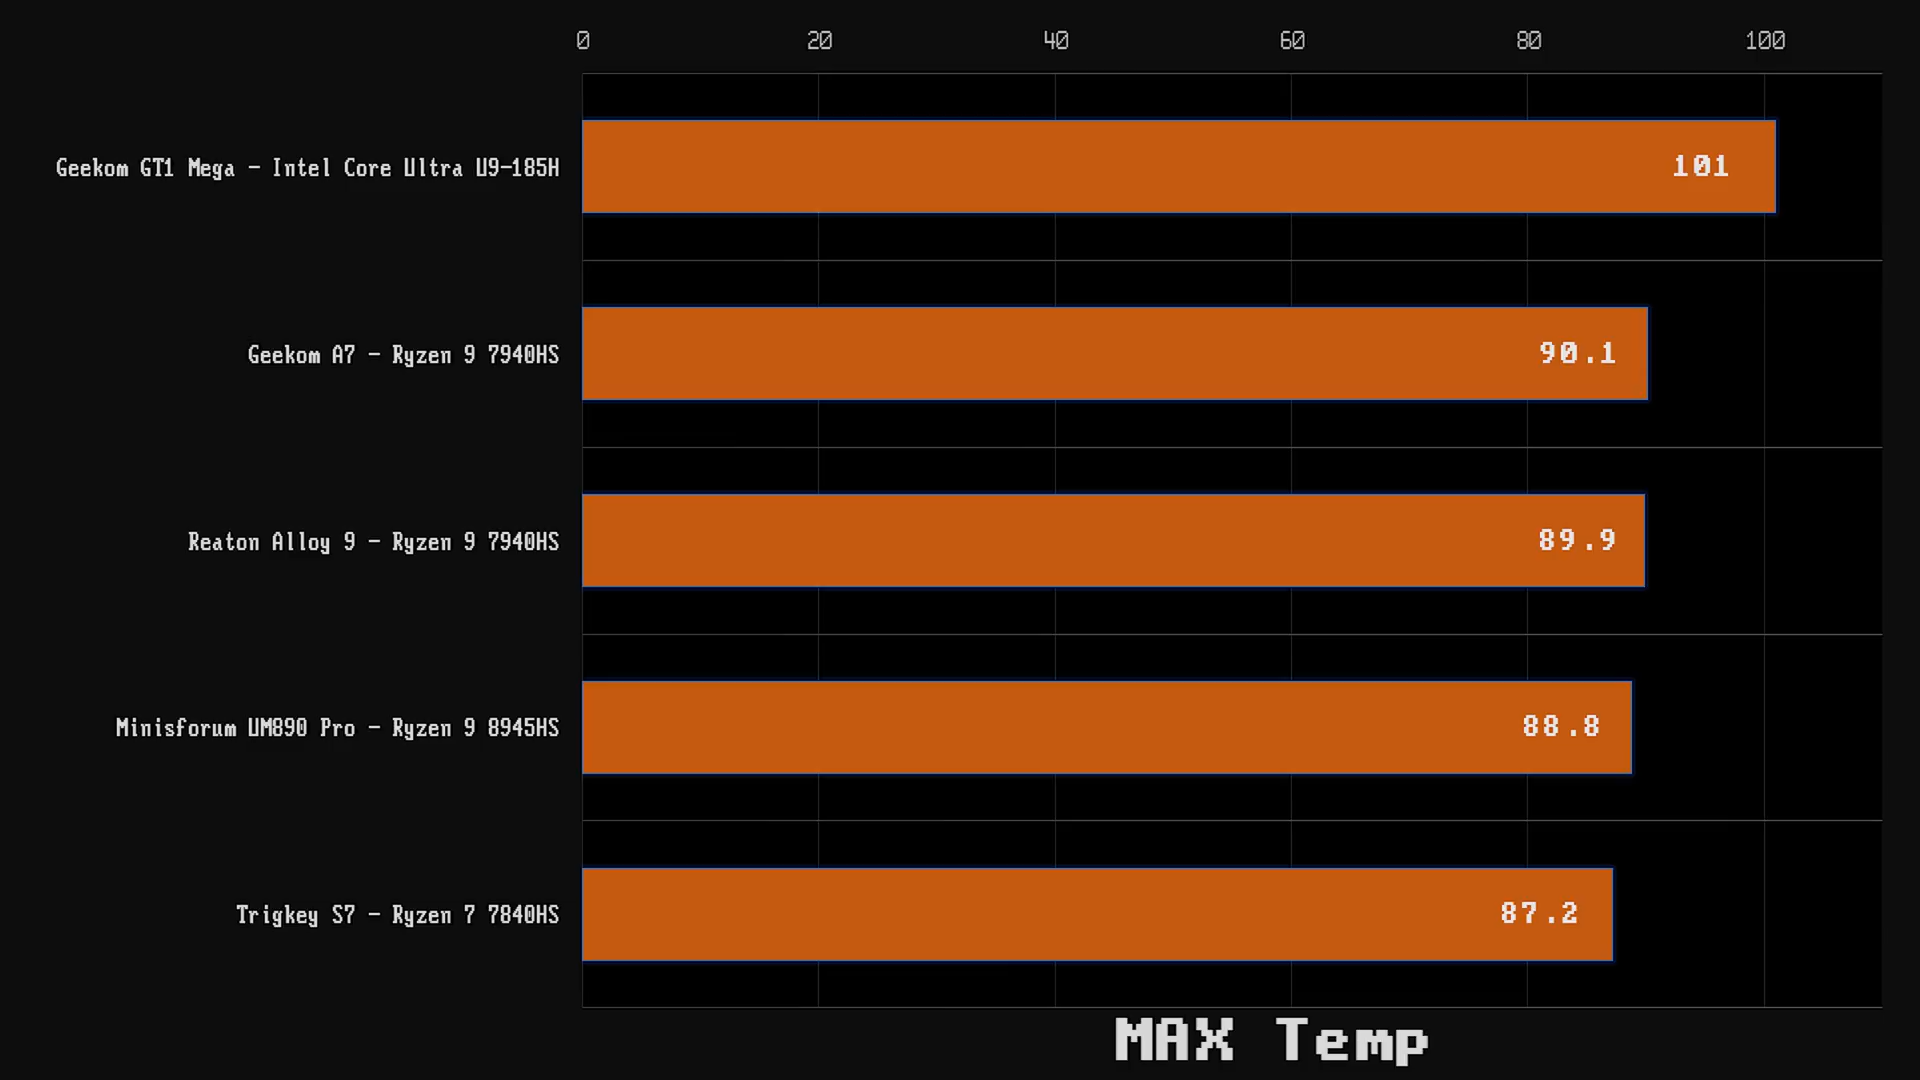 0 20 40 60 80 100
Geekom GT1 Mega - Intel Core Ultra U9-185H 101
Geekom A7 - Ryzen 9 7940HS 90.1
Reaton Alloy 9 - Ryzen 9 7940HS 89.9
Minisforum UM890 Pro - Ryzen 9 8945HS 88.8
Trigkey S7 - Ryzen 7 7840HS 87.2
MAX Temp